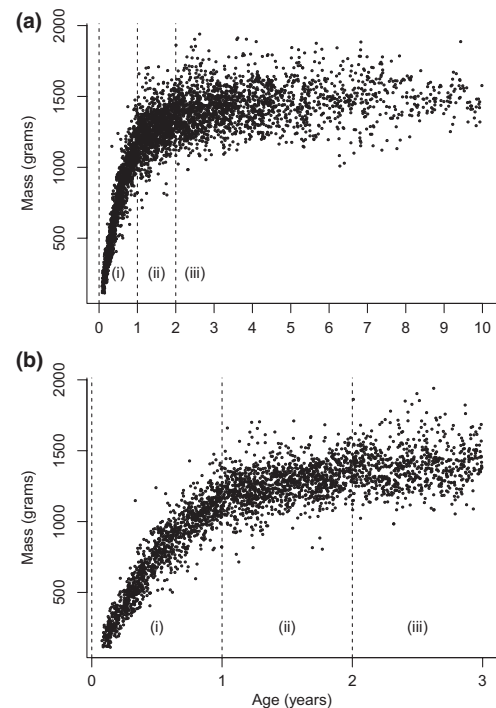 (a)
2000
1500
1000
500
Mass (grams)
(i) (ii) (iii)
0 1 2 3 4 5 6 7 8 9 10
(b)
2000
1500
1000
500
Mass (grams)
(i) (ii) (iii)
0 1 2 3
Age (years)